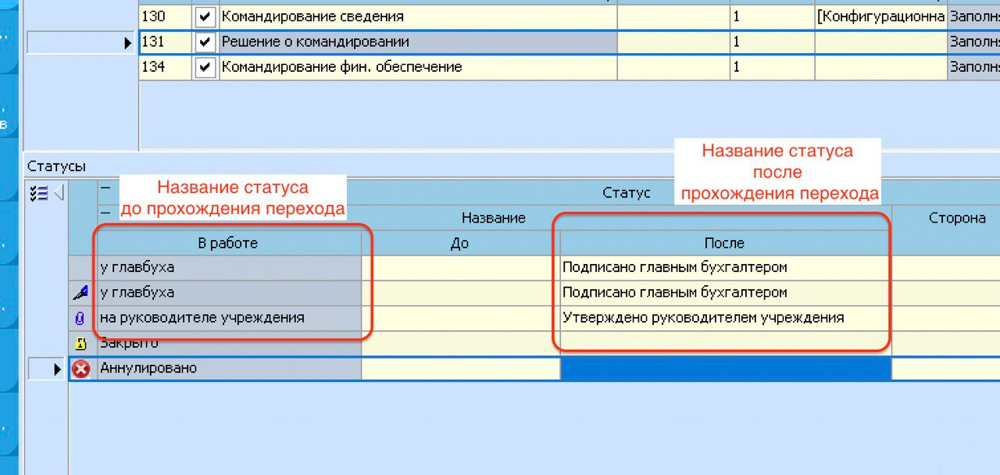 130 Командирование сведения 1 [Конфигурационна Заполн
131 Решение о командировании 1 Заполн
134 Командирование фин. обеспечение 1 Заполн
в
Статусы
Название статуса
до прохождения перехода
Название статуса
после
прохождения перехода
Статус
Название Сторона
В работе До После
у главбуха Подписано главным бухгалтером
у главбуха Подписано главным бухгалтером
на руководителе учреждения Утверждено руководителем учреждения
Закрыто
Аннулировано